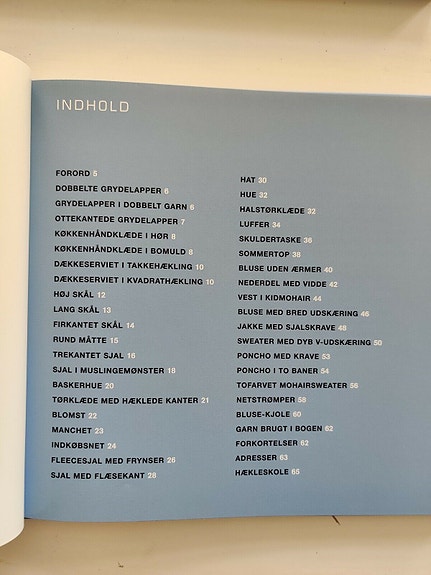 INDHOLD
FORORD 5
DOBBELTE GRYDELAPPER 6
GRYDELAPPER I DOBBELT GARN 6
OTTEKANTEDE GRYDELAPPER 7
KØKKENHÅNDKLÆDE I HØR 8
KØKKENHÅNDKLÆDE I BOMULD 8
DÆKKESERVIET I TAKKEHÆKLING 10
DÆKKESERVIET I KVADRATHÆKLING 10
HØJ SKÅL 12
LANG SKÅL 13
FIRKANTET SKÅL 14
RUND MÅTTE 15
TREKANTET SJAL 16
SJAL I MUSLINGEMØNSTER 18
BASKERHUE 20
TØRKLÆDE MED HÆKLEDE KANTER 21
BLOMST 22
MANCHET 23
INDKØBSNET 24
FLEECESJAL MED FRYNSER 26
SJAL MED FLÆSEKANT 28
HAT 30
HUE 32
HALSTØRKLÆDE 32
LUFFER 34
SKULDERTASKE 36
SOMMERTOP 38
BLUSE UDEN ÆRMER 40
NEDERDEL MED VIDDE 42
VEST I KIDMOHAIR 44
BLUSE MED BRED UDSKÆRING 46
JAKKE MED SJALSKRAVE 48
SWEATER MED DYB V-UDSKÆRING 50
PONCHO MED KRAVE 53
PONCHO I TO BANER 54
TOFARVET MOHAIRSWEATER 56
NETSTRØMPER 58
BLUSE-KJOLE 60
GARN BRUGT I BOGEN 62
FORKORTELSER 62
ADRESSER 63
HÆKLESKOLE 65